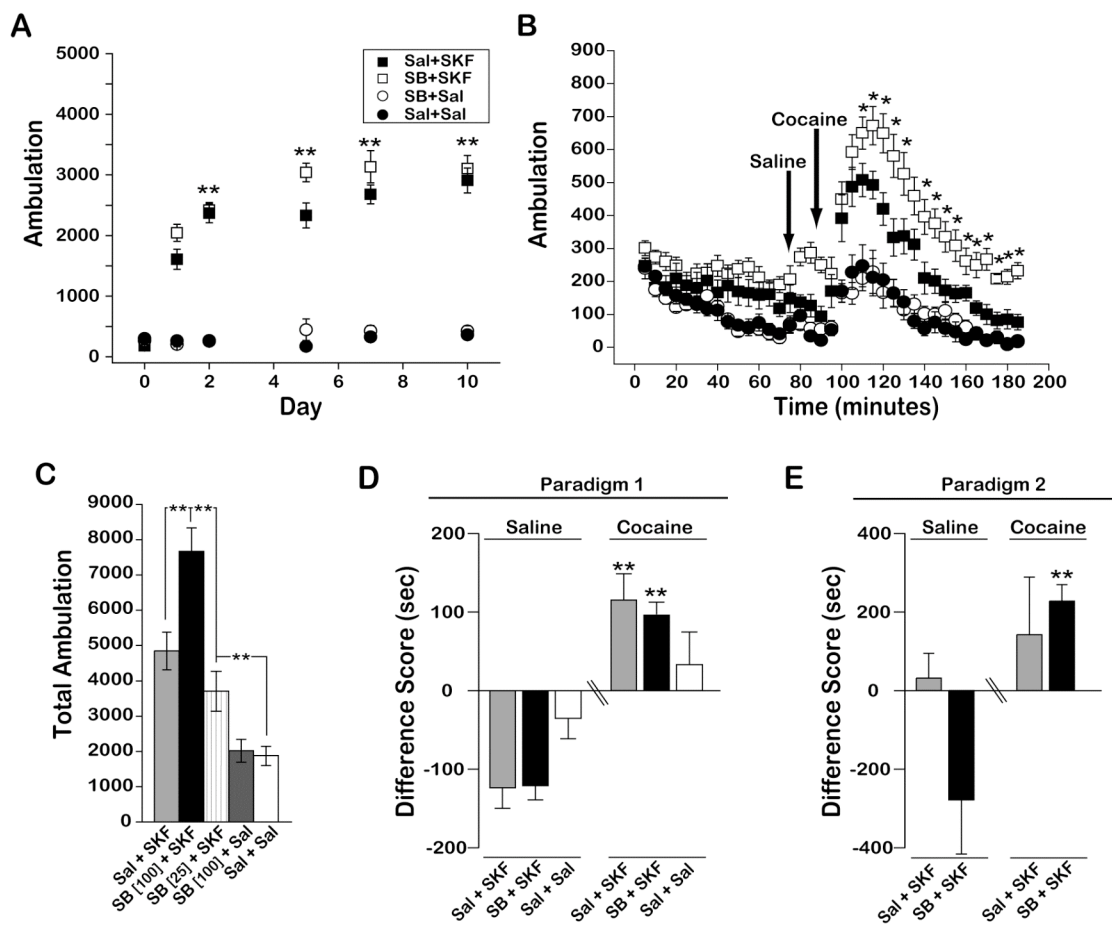 A
Ambulation
5000
4000
3000
2000
1000
0
0
2
4
6
8
10
Day
Sal+SKF
SB+SKF
SB+Sal
Sal+Sal
**
**
**
**
B
Ambulation
900
800
700
600
500
400
300
200
100
0
0
20
40
60
80
100
120
140
160
180
200
Time (minutes)
Saline
Cocaine
* * * * * * * * * * * * * *
C
Total Ambulation
9000
8000
7000
6000
5000
4000
3000
2000
1000
0
** **
**
Sal + SKF
SB [100] + SKF
SB [25] + SKF
SB [100] + Sal
Sal + Sal
D
Paradigm 1
Saline
Cocaine
Difference Score (sec)
200
100
0
-100
-200
**
**
Sal + SKF
SB + SKF
Sal + Sal
Sal + SKF
SB + SKF
Sal + Sal
E
Paradigm 2
Saline
Cocaine
Difference Score (sec)
400
200
0
-200
-400
**
Sal + SKF
SB + SKF
Sal + SKF
SB + SKF